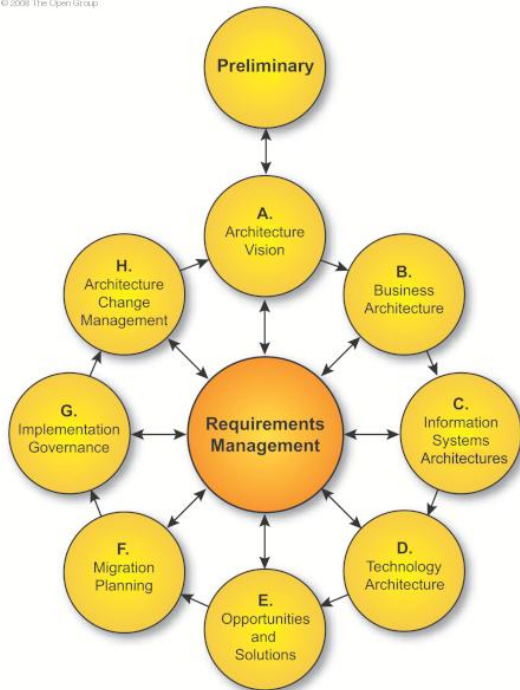 © 2008 The Open Group
Preliminary
A.
Architecture
Vision
B.
Business
Architecture
C.
Information
Systems
Architectures
D.
Technology
Architecture
E.
Opportunities
and
Solutions
F.
Migration
Planning
G.
Implementation
Governance
H.
Architecture
Change
Management
Requirements
Management